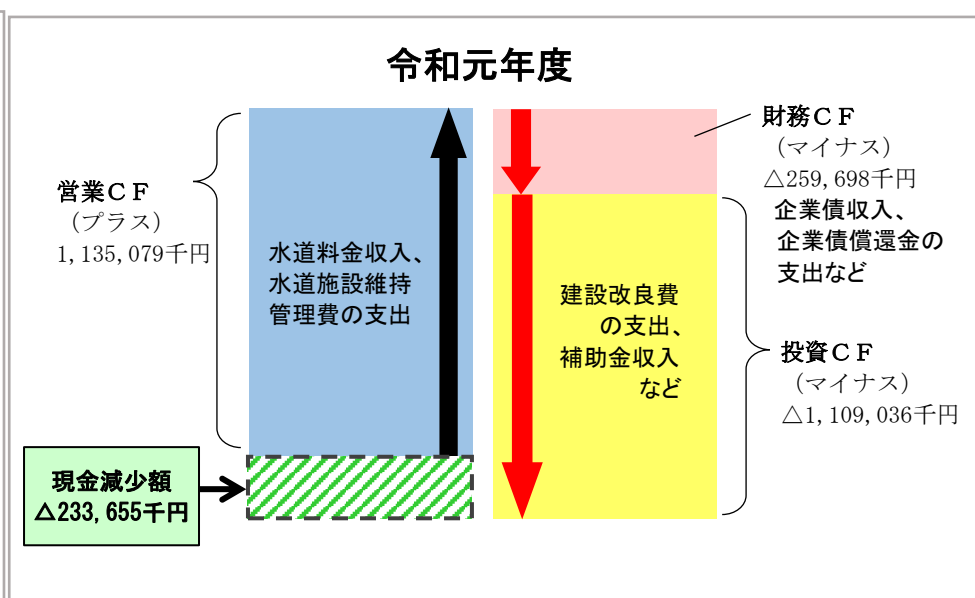 令和元年度
営業CF
(プラス)
1,135,079千円
水道料金収入、
水道施設維持
管理費の支出
現金減少額
△233,655千円
建設改良費
の支出、
補助金収入
など
財務CF
(マイナス)
△259,698千円
企業債収入、
企業債償還金の
支出など
投資CF
(マイナス)
△1,109,036千円